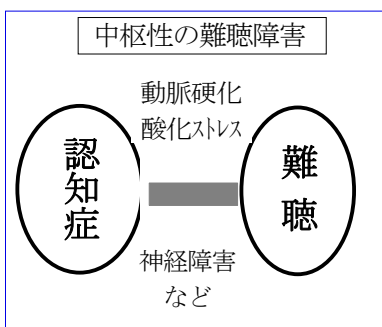 中枢性の難聴障害
動脈硬化
酸化ストレス
認知症
難聴
神経障害
など